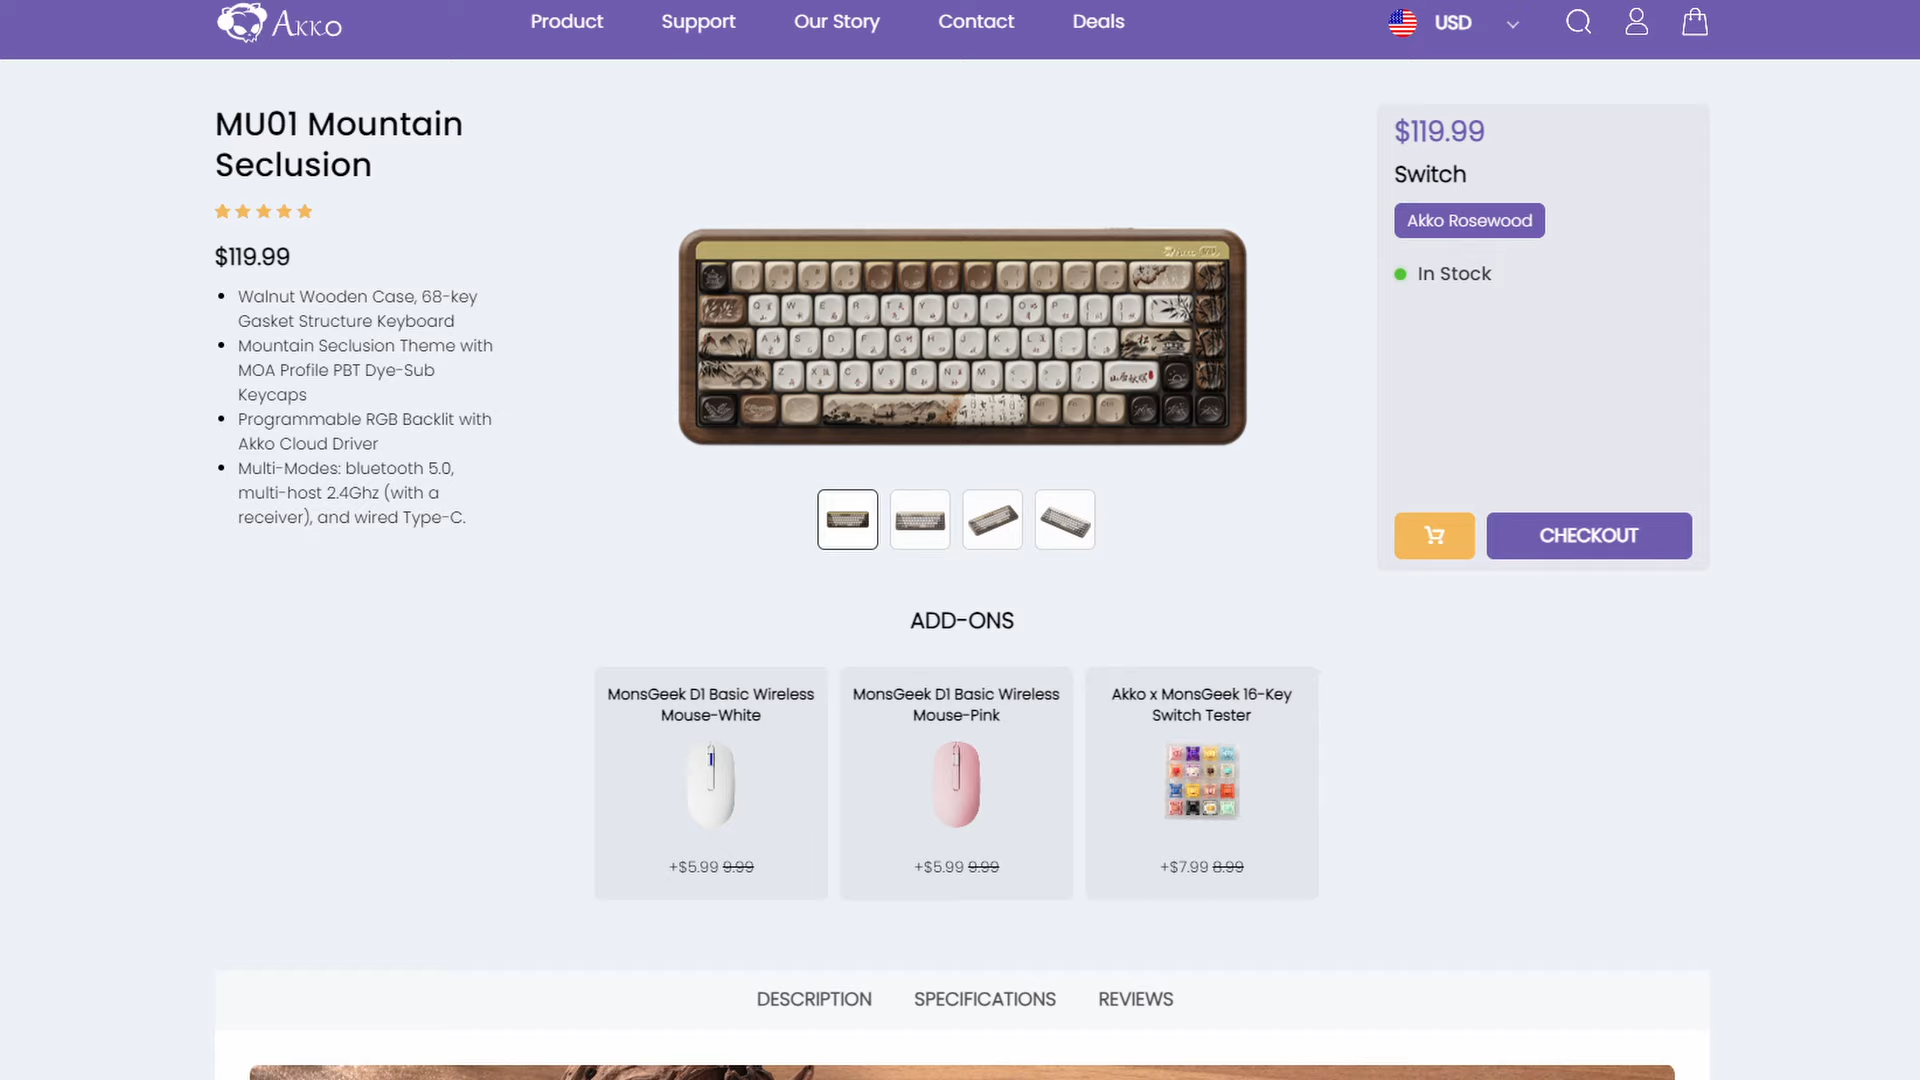 AKKO
Product
Support
Our Story
Contact
Deals
USD
MU01 Mountain
Seclusion
$119.99
Walnut Wooden Case, 68-key
Gasket Structure Keyboard
Mountain Seclusion Theme with
MOA Profile PBT Dye-Sub
Keycaps
Programmable RGB Backlit with
Akko Cloud Driver
Multi-Modes: bluetooth 5.0,
multi-host 2.4Ghz (with a
receiver), and wired Type-C.
Q W E R T Y U I O P
A S D F G H J K L
Z X C V B N M
$119.99
Switch
Akko Rosewood
In Stock
CHECKOUT
ADD-ONS
MonsGeek D1 Basic Wireless
Mouse-White
+$5.99 9.99
MonsGeek D1 Basic Wireless
Mouse-Pink
+$5.99 9.99
Akko x MonsGeek 16-Key
Switch Tester
+$7.99 8.99
DESCRIPTION
SPECIFICATIONS
REVIEWS